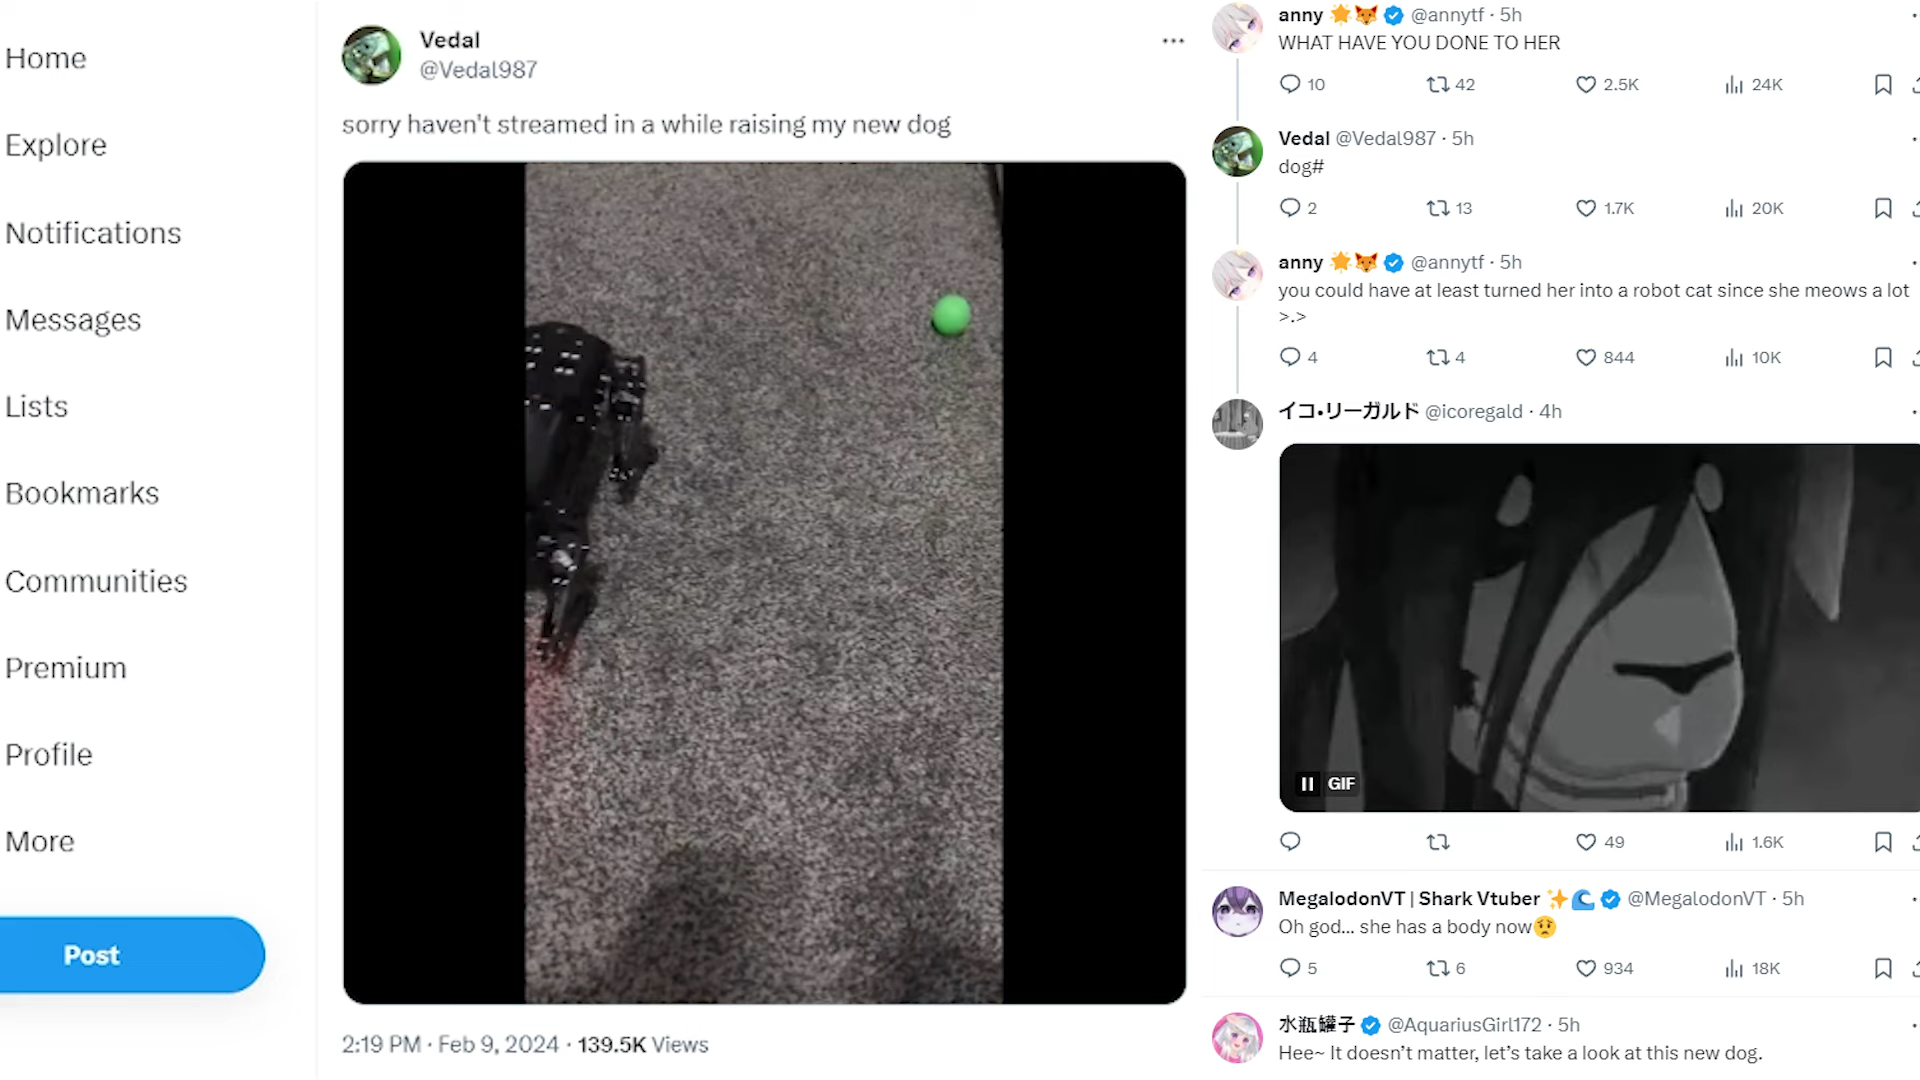 Home
Explore
Notifications
Messages
Lists
Bookmarks
Communities
Premium
Profile
More
Post
Vedal
@Vedal987
sorry haven't streamed in a while raising my new dog
2:19 PM · Feb 9, 2024 · 139.5K Views
anny 🌟🦊 @annytf · 5h
WHAT HAVE YOU DONE TO HER
10 42 2.5K 24K
Vedal @Vedal987 · 5h
dog#
2 13 1.7K 20K
anny 🌟🦊 @annytf · 5h
you could have at least turned her into a robot cat since she meows a lot
>.>
4 4 844 10K
イコ•リーガルド @icoregald · 4h
GIF
49 1.6K
MegalodonVT | Shark Vtuber ✨🌊 @MegalodonVT · 5h
Oh god... she has a body now😟
5 6 934 18K
水瓶罐子 @AquariusGirl172 · 5h
Hee~ It doesn’t matter, let’s take a look at this new dog.